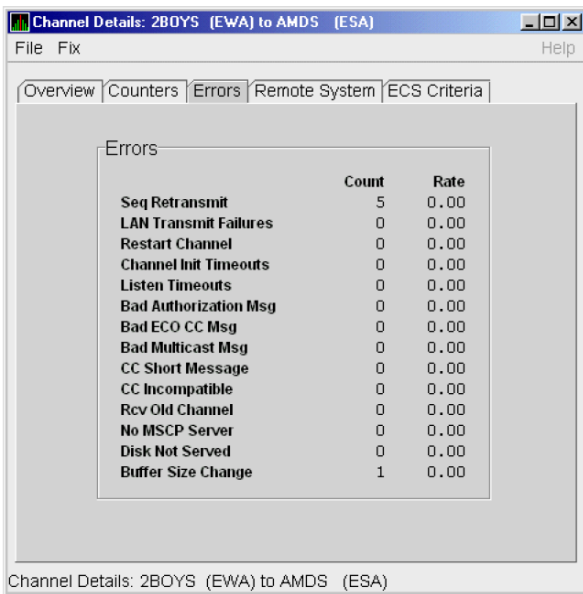 Channel Details: 2BOYS (EWA) to AMDS (ESA)
File Fix Help
Overview Counters Errors Remote System ECS Criteria
Errors
Count Rate
Seq Retransmit 5 0.00
LAN Transmit Failures 0 0.00
Restart Channel 0 0.00
Channel Init Timeouts 0 0.00
Listen Timeouts 0 0.00
Bad Authorization Msg 0 0.00
Bad ECO CC Msg 0 0.00
Bad Multicast Msg 0 0.00
CC Short Message 0 0.00
CC Incompatible 0 0.00
Rcv Old Channel 0 0.00
No MSCP Server 0 0.00
Disk Not Served 0 0.00
Buffer Size Change 1 0.00
Channel Details: 2BOYS (EWA) to AMDS (ESA)